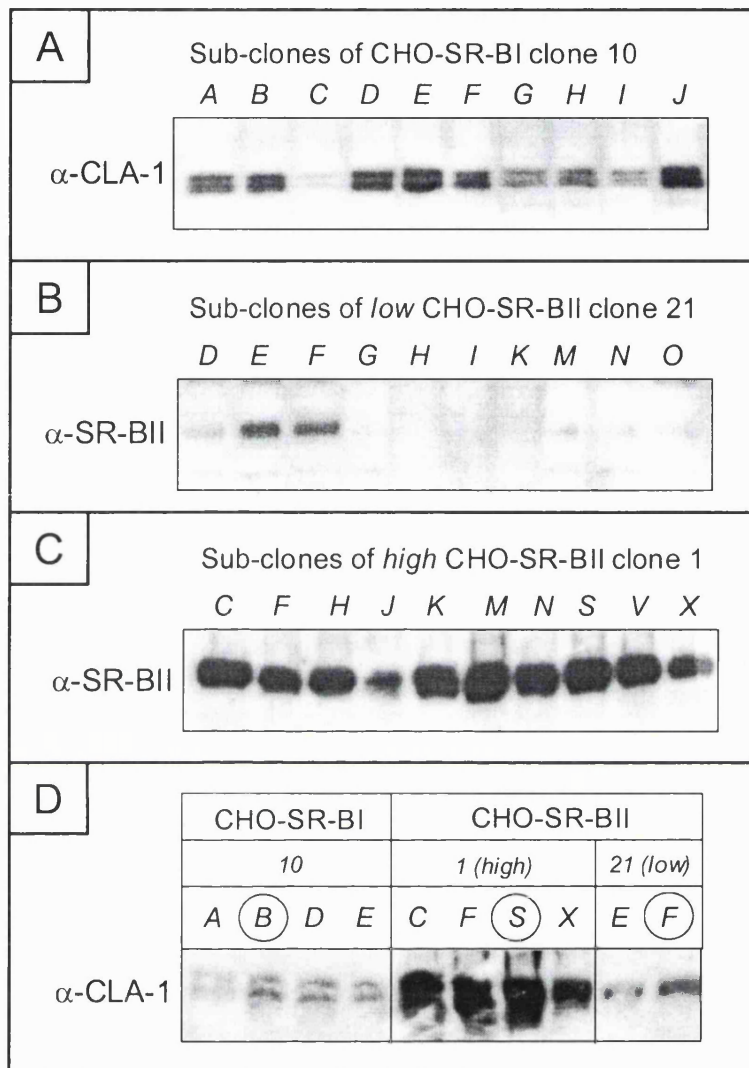 A
Sub-clones of CHO-SR-BI clone 10
A B C D E F G H I J
α-CLA-1
B
Sub-clones of low CHO-SR-BII clone 21
D E F G H I K M N O
α-SR-BII
C
Sub-clones of high CHO-SR-BII clone 1
C F H J K M N S V X
α-SR-BII
D
CHO-SR-BI CHO-SR-BII
10 1 (high) 21 (low)
A B D E C F S X E F
α-CLA-1